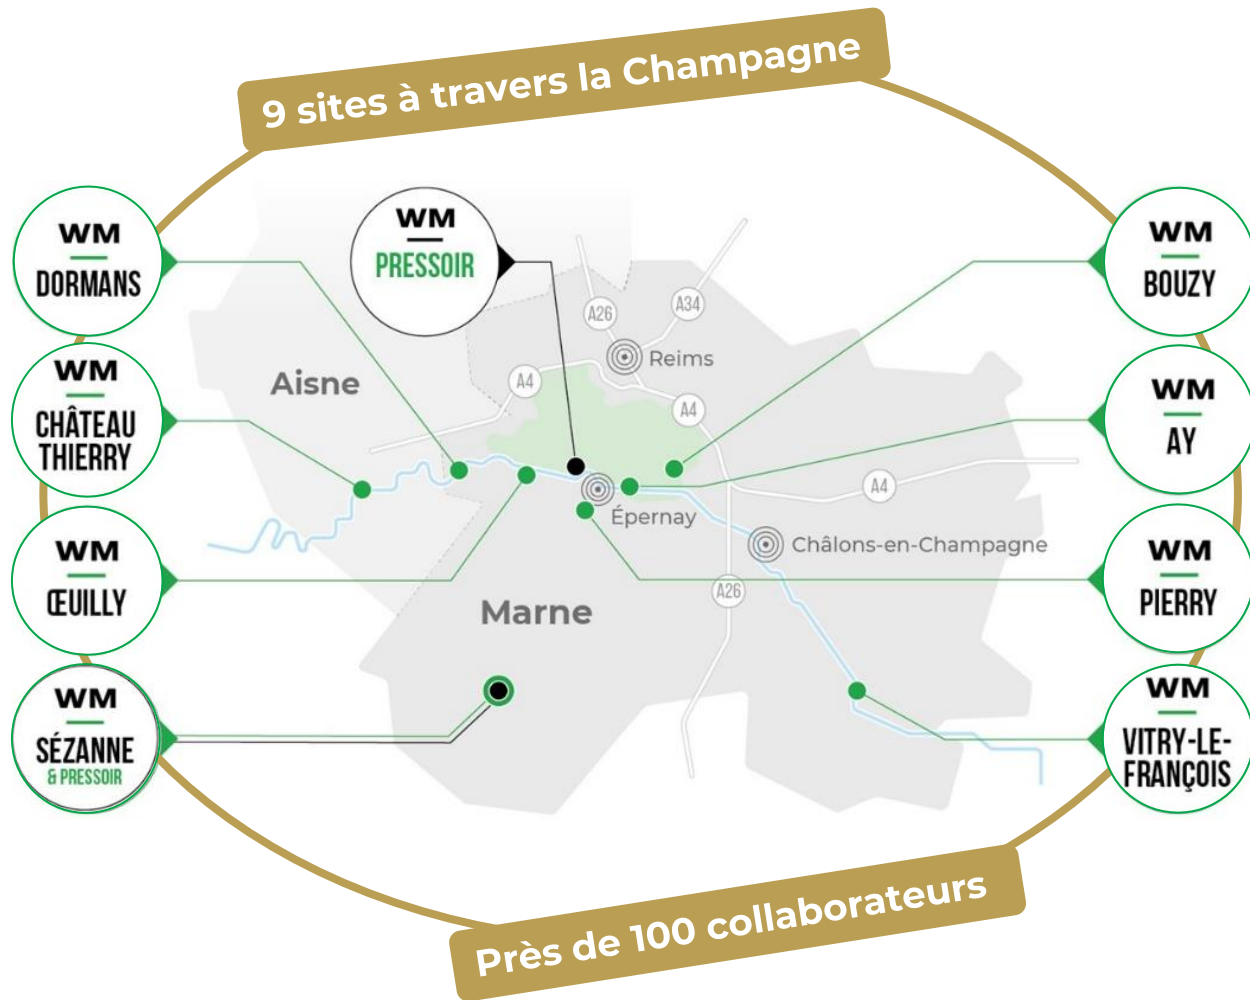 9 sites à travers la Champagne
WM
DORMANS
WM
PRESSOIR
WM
BOUZY
A26
A34
Reims
Aisne
A4
A4
WM
CHÂTEAU
THIERRY
WM
AY
A4
Épernay
Châlons-en-Champagne
WM
ŒUILLY
WM
PIERRY
A26
Marne
WM
SÉZANNE
& PRESSOIR
WM
VITRY-LE-
FRANÇOIS
Près de 100 collaborateurs